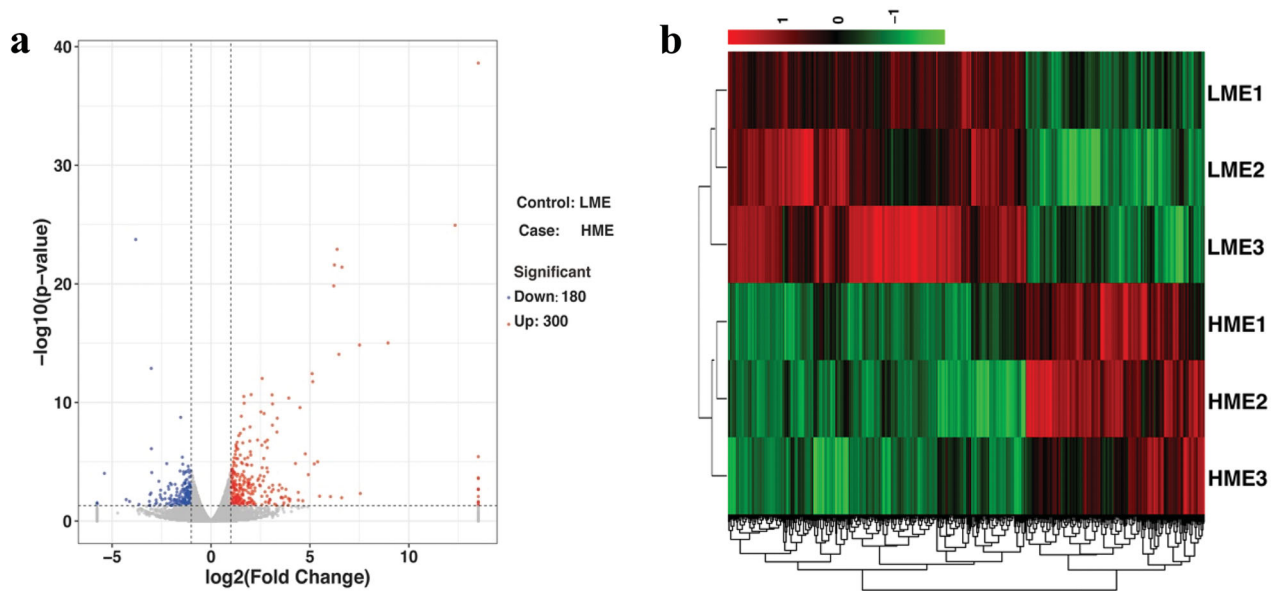 a
40
30
20
10
0
−5
0
5
10
−log10(p−value)
log2(Fold Change)
Control: LME
Case: HME
Significant
Down: 180
Up: 300
b
1
0
-1
LME1
LME2
LME3
HME1
HME2
HME3